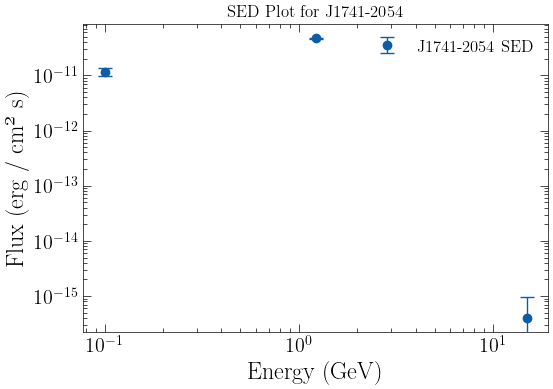 SED Plot for J1741-2054
J1741-2054 SED
10⁻¹¹
10⁻¹²
10⁻¹³
10⁻¹⁴
10⁻¹⁵
Flux (erg / cm² s)
10⁻¹ 10⁰ 10¹
Energy (GeV)